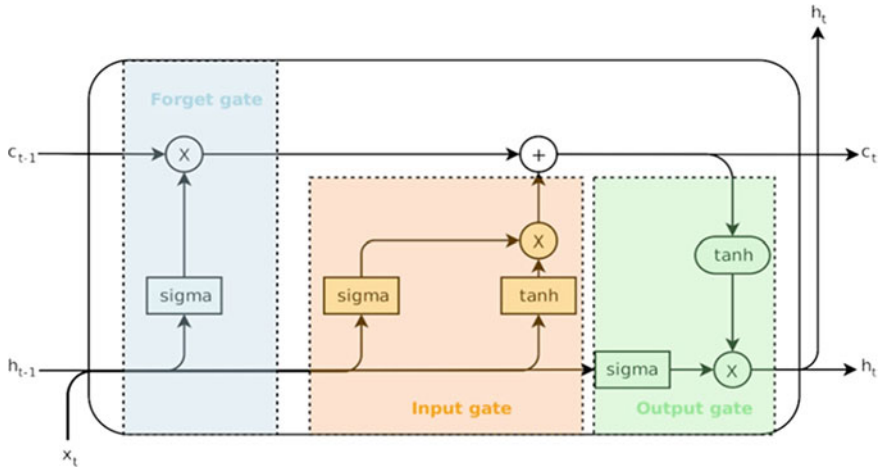 h_t
Forget gate
c_t-1
X
+
c_t
X
tanh
sigma
sigma
tanh
h_t-1
sigma
X
h_t
Input gate
Output gate
x_t